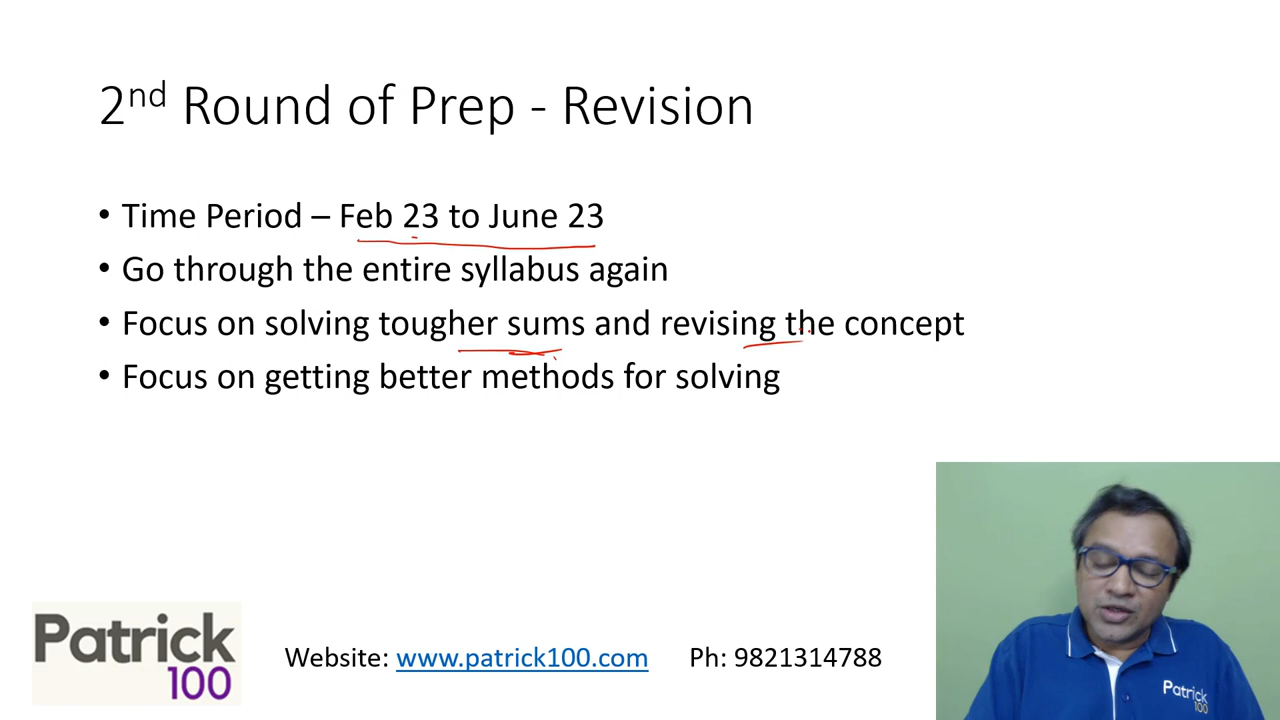 2nd Round of Prep - Revision
• Time Period – Feb 23 to June 23
• Go through the entire syllabus again
• Focus on solving tougher sums and revising the concept
• Focus on getting better methods for solving
Patrick
100
Website: www.patrick100.com Ph: 9821314788
Patrick
100